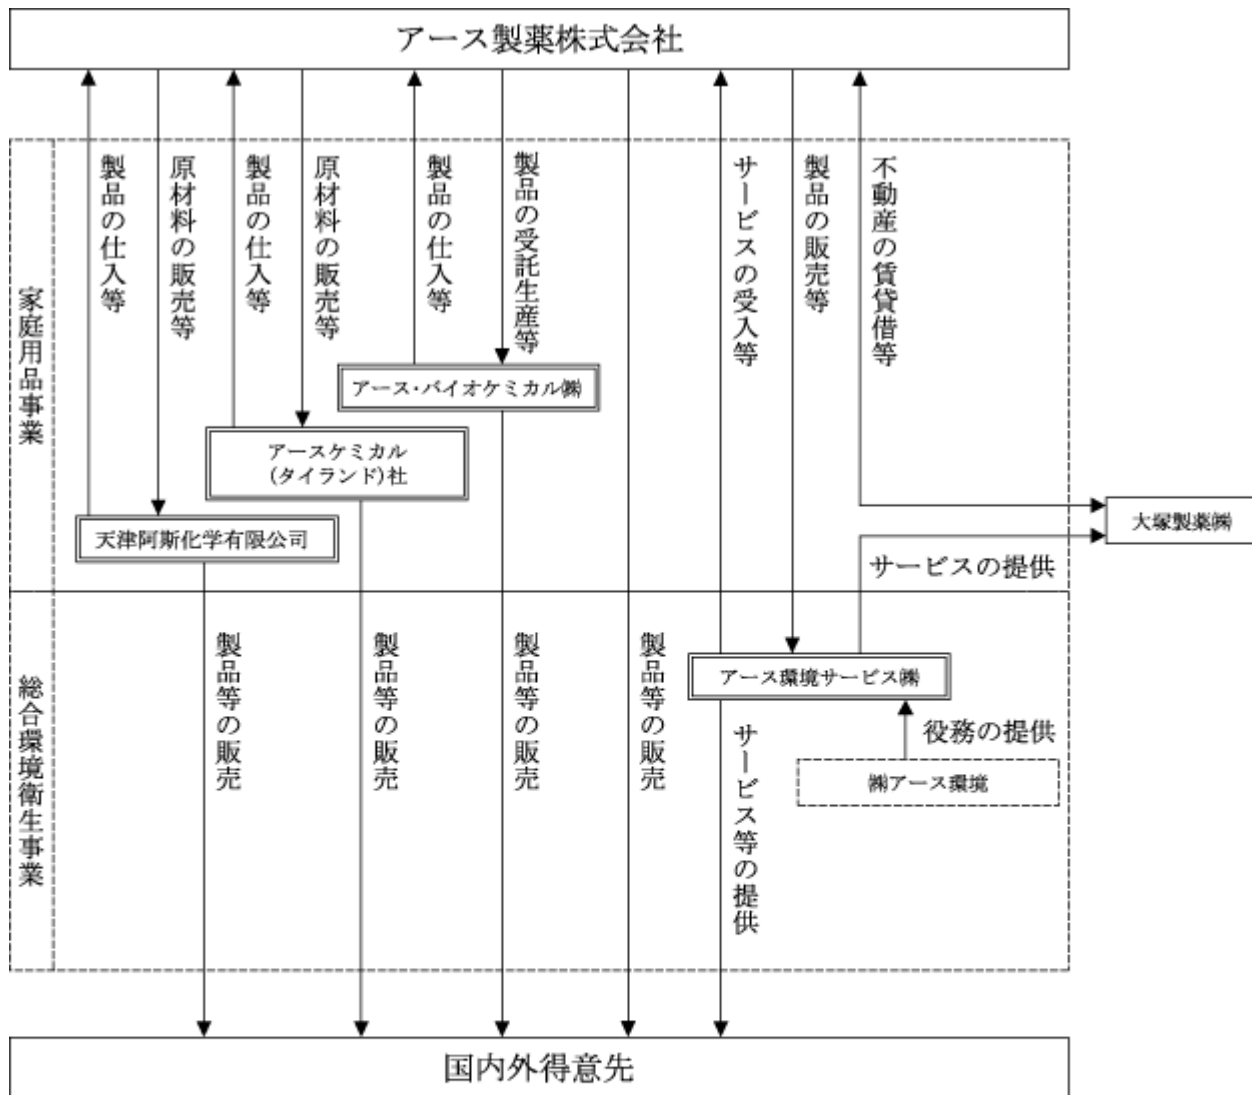 アース製薬株式会社
家庭用品事業
製品の仕入等
原材料の販売等
製品の仕入等
原材料の販売等
製品の仕入等
製品の受託生産等
サービスの受入等
製品の販売等
不動産の賃貸借等
アース・バイオケミカル㈱
アースケミカル
(タイランド)社
天津阿斯化学有限公司
大塚製薬㈱
サービスの提供
総合環境衛生事業
製品等の販売
製品等の販売
製品等の販売
製品等の販売
アース環境サービス㈱
サービス等の提供
役務の提供
㈱アース環境
国内外得意先